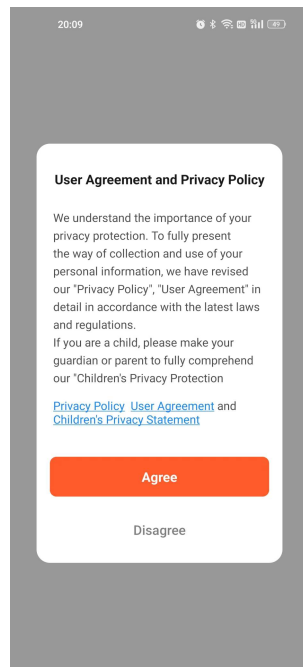 20:09
User Agreement and Privacy Policy
We understand the importance of your
privacy protection. To fully present
the way of collection and use of your
personal information, we have revised
our "Privacy Policy", "User Agreement" in
detail in accordance with the latest laws
and regulations.
If you are a child, please make your
guardian or parent to fully comprehend
our "Children's Privacy Protection
Privacy Policy User Agreement and
Children's Privacy Statement
Agree
Disagree